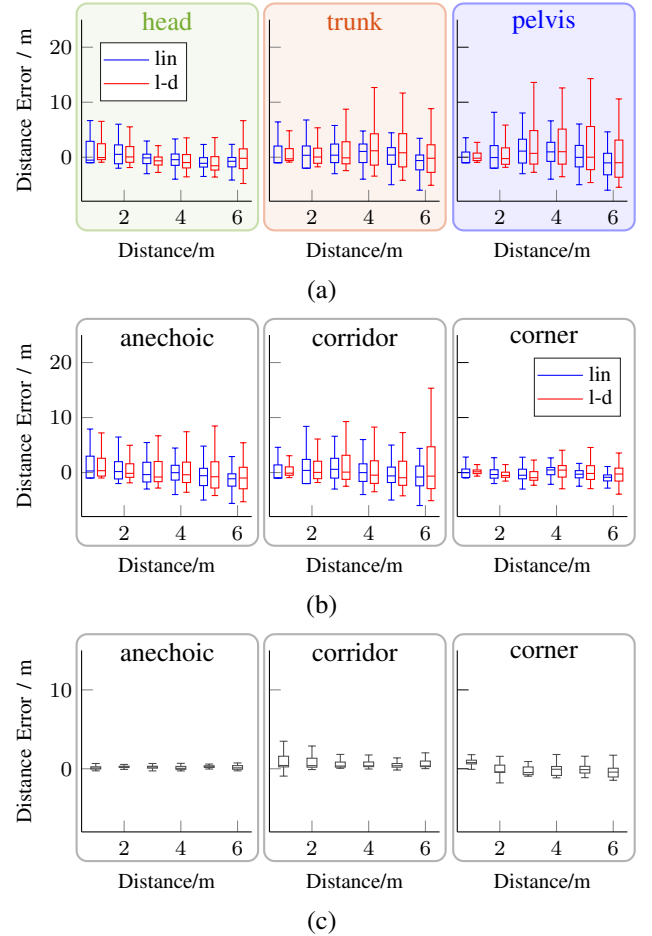 head trunk pelvis
20
10
0
Distance Error / m
lin
l-d
2 4 6 2 4 6 2 4 6
Distance/m Distance/m Distance/m
(a)
anechoic corridor corner
20
10
0
Distance Error / m
lin
l-d
2 4 6 2 4 6 2 4 6
Distance/m Distance/m Distance/m
(b)
anechoic corridor corner
10
0
Distance Error / m
2 4 6 2 4 6 2 4 6
Distance/m Distance/m Distance/m
(c)